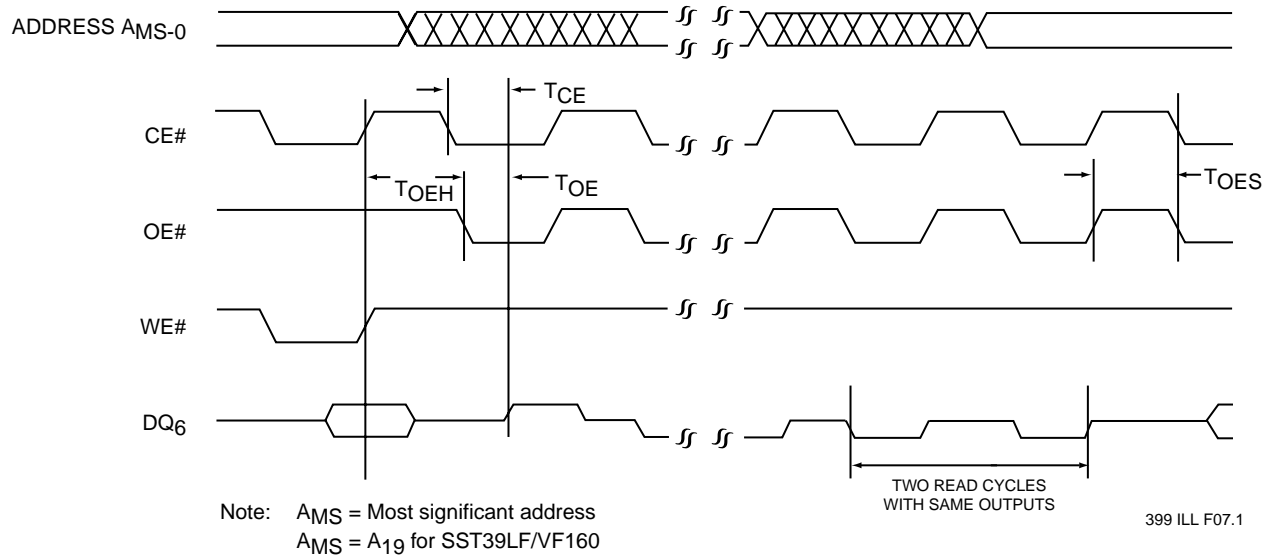 ADDRESS AMS-0
TCE
CE#
TOEH
TOE
TOES
OE#
WE#
DQ6
TWO READ CYCLES
WITH SAME OUTPUTS
Note: AMS = Most significant address
AMS = A19 for SST39LF/VF160
399 ILL F07.1